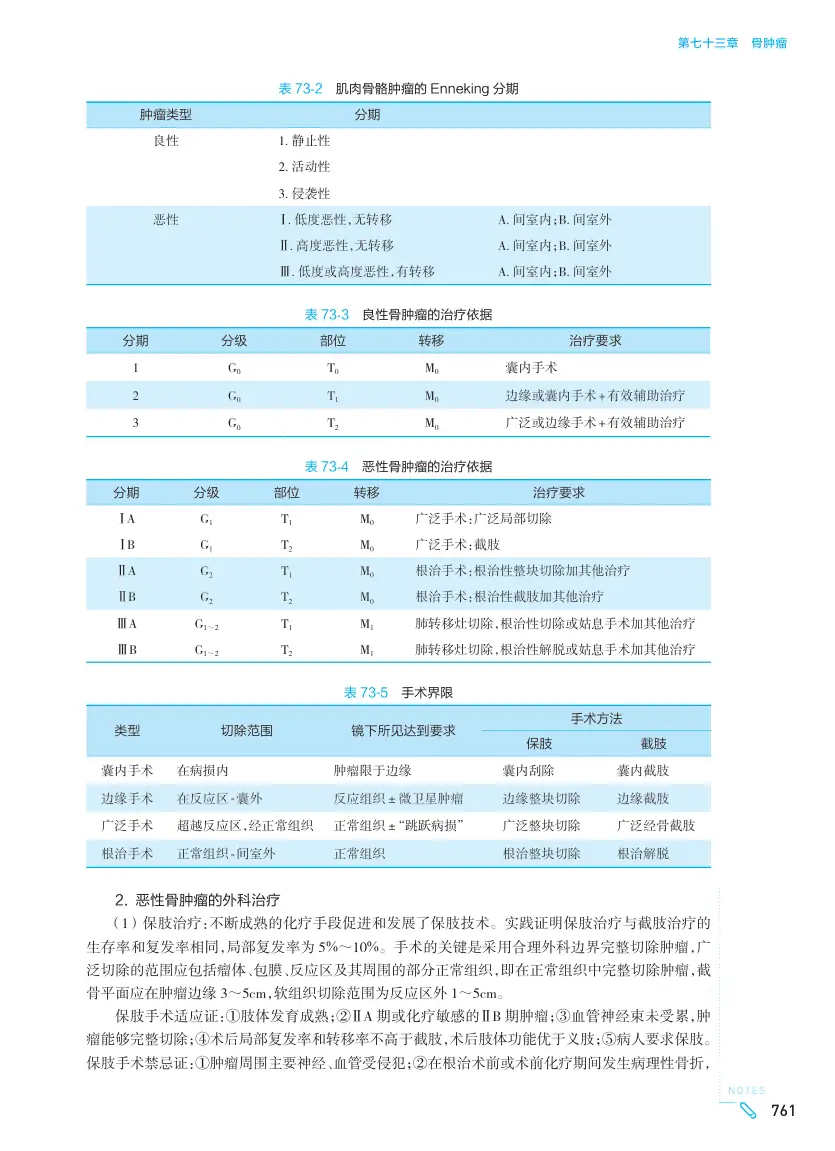 第七十三章 骨肿瘤
表 73-2 肌肉骨骼肿瘤的 Enneking 分期
肿瘤类型 分期
良性 1. 静止性
2. 活动性
3. 侵袭性
恶性 Ⅰ. 低度恶性,无转移 A. 间室内;B. 间室外
Ⅱ. 高度恶性,无转移 A. 间室内;B. 间室外
Ⅲ. 低度或高度恶性,有转移 A. 间室内;B. 间室外
表 73-3 良性骨肿瘤的治疗依据
分期 分级 部位 转移 治疗要求
1 G₀ T₀ M₀ 囊内手术
2 G₀ T₁ M₀ 边缘或囊内手术+有效辅助治疗
3 G₀ T₂ M₀ 广泛或边缘手术+有效辅助治疗
表 73-4 恶性骨肿瘤的治疗依据
分期 分级 部位 转移 治疗要求
ⅠA G₁ T₁ M₀ 广泛手术:广泛局部切除
ⅠB G₁ T₂ M₀ 广泛手术:截肢
ⅡA G₂ T₁ M₀ 根治手术:根治性整块切除加其他治疗
ⅡB G₂ T₂ M₀ 根治手术:根治性截肢加其他治疗
ⅢA G₁~₂ T₁ M₁ 肺转移灶切除,根治性切除或姑息手术加其他治疗
ⅢB G₁~₂ T₂ M₁ 肺转移灶切除,根治性解脱或姑息手术加其他治疗
表 73-5 手术界限
类型 切除范围 镜下所见达到要求 手术方法
保肢 截肢
囊内手术 在病损内 肿瘤限于边缘 囊内刮除 囊内截肢
边缘手术 在反应区-囊外 反应组织±微卫星肿瘤 边缘整块切除 边缘截肢
广泛手术 超越反应区,经正常组织 正常组织±“跳跃病损” 广泛整块切除 广泛经骨截肢
根治手术 正常组织-间室外 正常组织 根治整块切除 根治解脱
2. 恶性骨肿瘤的外科治疗
(1)保肢治疗:不断成熟的化疗手段促进和发展了保肢技术。实践证明保肢治疗与截肢治疗的
生存率和复发率相同,局部复发率为 5%~10%。手术的关键是采用合理外科边界完整切除肿瘤,广
泛切除的范围应包括瘤体、包膜、反应区及其周围的部分正常组织,即在正常组织中完整切除肿瘤,截
骨平面应在肿瘤边缘 3~5cm,软组织切除范围为反应区外 1~5cm。
保肢手术适应证:①肢体发育成熟;②ⅡA 期或化疗敏感的ⅡB 期肿瘤;③血管神经束未受累,肿
瘤能够完整切除;④术后局部复发率和转移率不高于截肢,术后肢体功能优于义肢;⑤病人要求保肢。
保肢手术禁忌证:①肿瘤周围主要神经、血管受侵犯;②在根治术前或术前化疗期间发生病理性骨折,
NOTES
761